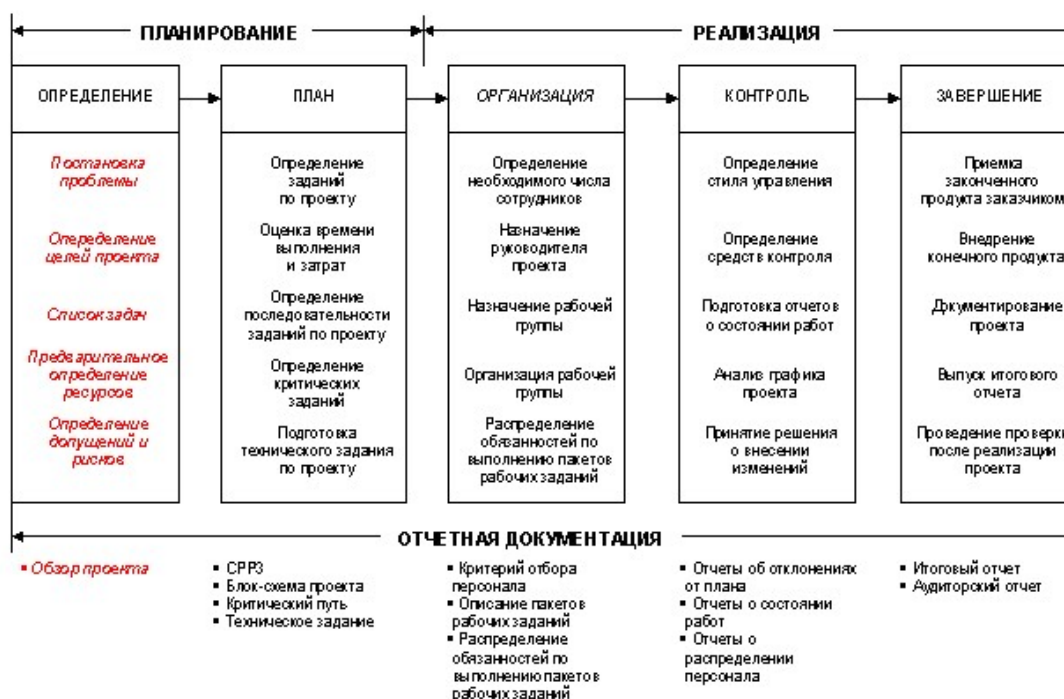 ПЛАНИРОВАНИЕ
РЕАЛИЗАЦИЯ
ОПРЕДЕЛЕНИЕ
ПЛАН
ОРГАНИЗАЦИЯ
КОНТРОЛЬ
ЗАВЕРШЕНИЕ
Постановка
проблемы
Опеределение
целей проекта
Список задач
Предварительное
определение
ресурсов
Определение
допущений и
рисков
Определение
заданий
по проекту
Оценка времени
выполнения
и затрат
Определение
последовательности
заданий по проекту
Определение
критических
заданий
Подготовка
технического задания
по проекту
Определение
необходимого числа
сотрудников
Назначение
руководителя
проекта
Назначение рабочей
группы
Организация рабочей
группы
Распределение
обязанностей по
выполнению пакетов
рабочих заданий
Определение
стиля управления
Определение
средств контроля
Подготовка отчетов
о состоянии работ
Анализ графика
проекта
Принятие решения
о внесении
изменений
Приемка
законченного
продукта заказчиком
Внедрение
конечного продукта
Документирование
проекта
Выпуск итогового
отчета
Проведение проверки
после реализации
проекта
ОТЧЕТНАЯ ДОКУМЕНТАЦИЯ
▪ Обзор проекта
▪ СРРЗ
▪ Блок-схема проекта
▪ Критический путь
▪ Техническое задание
▪ Критерий отбора
персонала
▪ Описание пакетов
рабочих заданий
▪ Распределение
обязанностей по
выполнению пакетов
рабочих заданий
▪ Отчеты об отклонениях
от плана
▪ Отчеты о состоянии
работ
▪ Отчеты о
распределении
персонала
▪ Итоговый отчет
▪ Аудиторский отчет